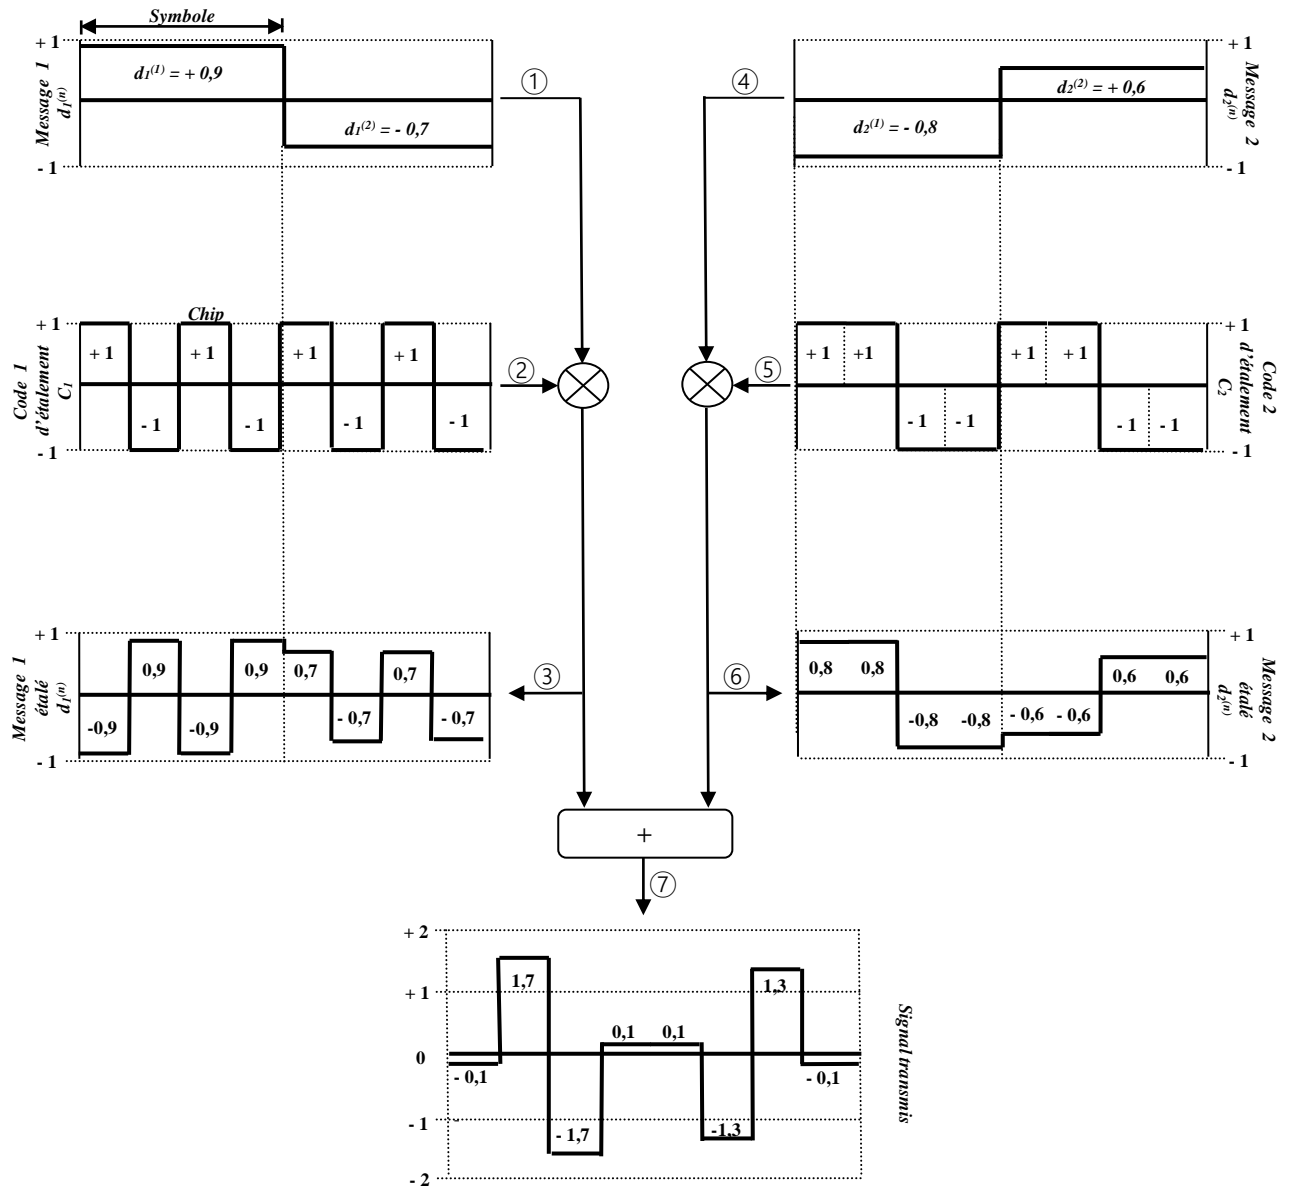 Symbole
+ 1
d1(1) = + 0,9
d1(2) = - 0,7
- 1
Message 1
d1(n)
①
④
+ 1
d2(2) = + 0,6
d2(1) = - 0,8
- 1
Message 2
d2(n)
Chip
+ 1
+ 1 + 1 + 1 + 1
- 1 - 1 - 1 - 1
- 1
Code 1
d'étalement
C1
②
⑤
+ 1
+ 1 +1 + 1 + 1
- 1 - 1 - 1 - 1
- 1
Code 2
d'étalement
C2
+ 1
0,9 0,9 0,7 0,7
-0,9 -0,9 - 0,7 - 0,7
- 1
Message 1
étalé
d1(n)
③
⑥
+ 1
0,8 0,8 0,6 0,6
-0,8 -0,8 - 0,6 - 0,6
- 1
Message 2
étalé
d2(n)
+
⑦
+ 2
+ 1
0
- 1
- 2
1,7 1,3
0,1 0,1
- 0,1 - 0,1
- 1,7 -1,3
Signal transmis